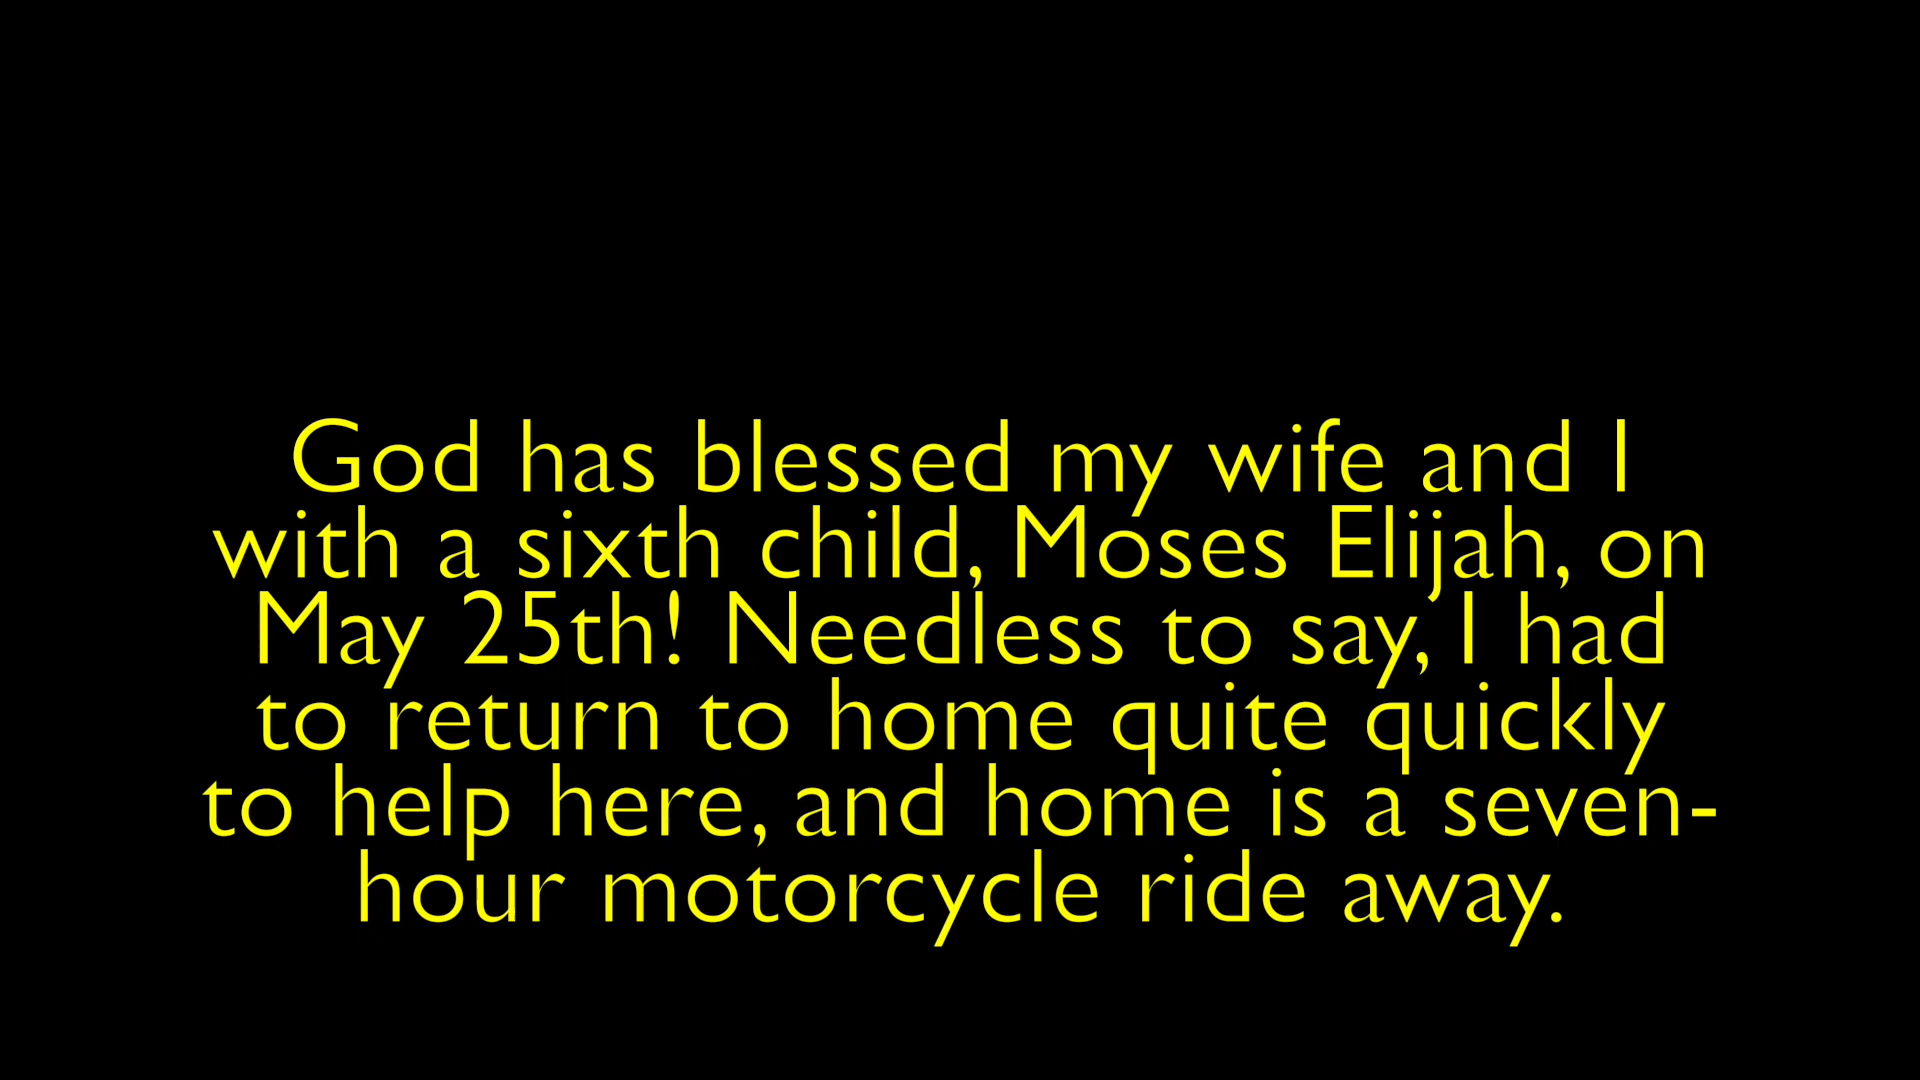 God has blessed my wife and I
with a sixth child, Moses Elijah, on
May 25th! Needless to say, I had
to return to home quite quickly
to help here, and home is a seven-
hour motorcycle ride away.